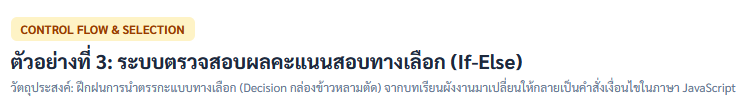 CONTROL FLOW & SELECTION
ตัวอย่างที่ 3: ระบบตรวจสอบผลคะแนนสอบทางเลือก (If-Else)
วัตถุประสงค์: ฝึกฝนการนำตรรกะแบบทางเลือก (Decision กล่องข้าวหลามตัด) จากบทเรียนผังงานมาเปลี่ยนให้กลายเป็นคำสั่งเงื่อนไขในภาษา JavaScript